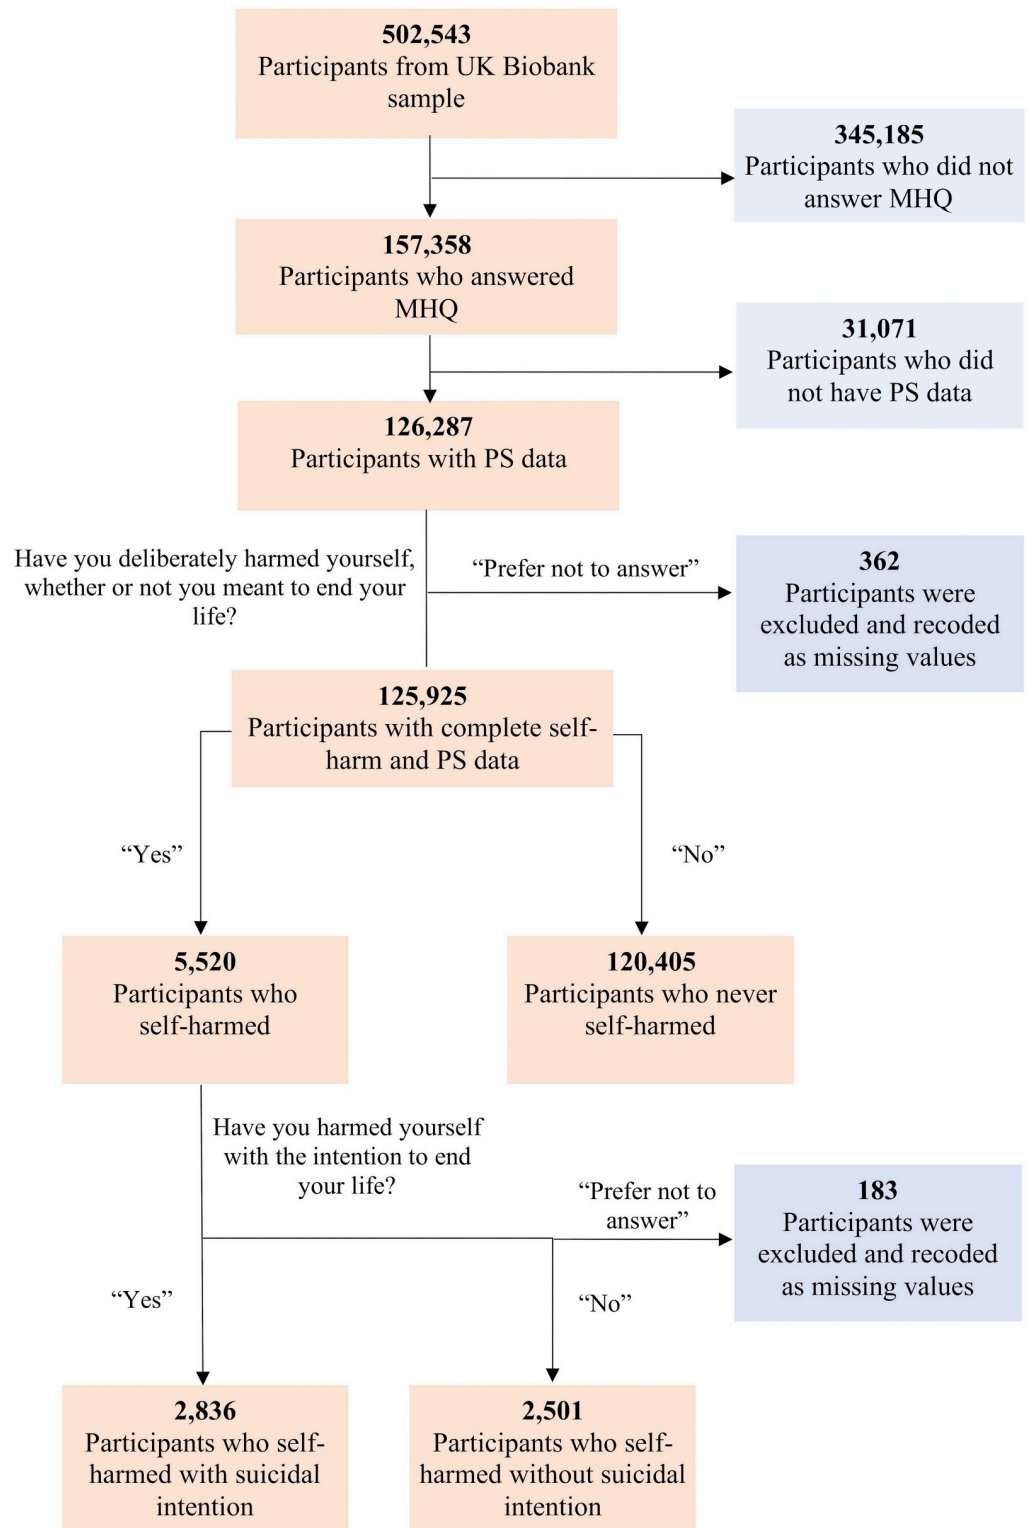 502,543
Participants from UK Biobank
sample
345,185
Participants who did not
answer MHQ
157,358
Participants who answered
MHQ
31,071
Participants who did
not have PS data
126,287
Participants with PS data
Have you deliberately harmed yourself,
whether or not you meant to end your
life?
“Prefer not to answer”
362
Participants were
excluded and recoded
as missing values
125,925
Participants with complete self-
harm and PS data
“Yes”
“No”
5,520
Participants who
self-harmed
120,405
Participants who never
self-harmed
Have you harmed yourself
with the intention to end
your life?
“Prefer not to
answer”
183
Participants were
excluded and recoded
as missing values
“Yes”
“No”
2,836
Participants who self-
harmed with suicidal
intention
2,501
Participants who self-
harmed without suicidal
intention